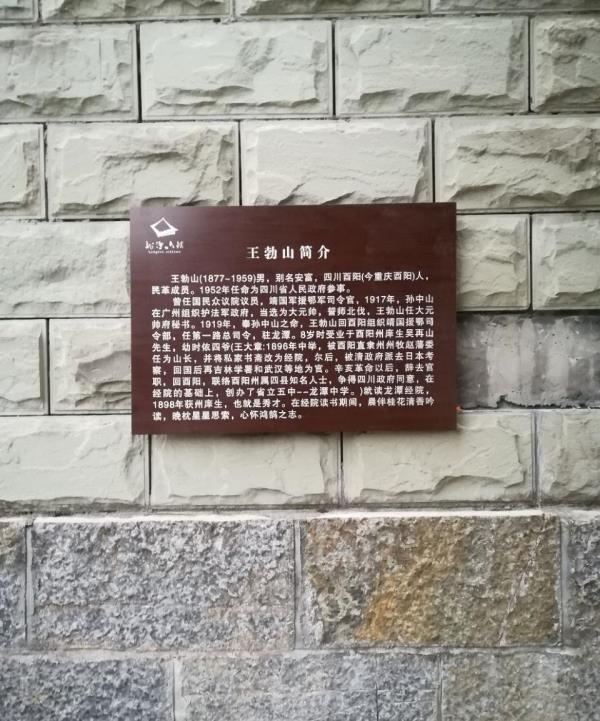 王勃山简介
王勃山(1877-1959)男，别名安富，四川酉阳(今重庆酉阳)人，
民革成员。1952年任命为四川省人民政府参事。
曾任国民众议院议员，靖国军援鄂军司令官，1917年，孙中山
在广州组织护法军政府，当选为大元帅，督师北伐，王勃山任大元
帅府秘书。1919年，奉孙中山之命，王勃山回酉阳组织靖国援鄂司
令部，任第一路总司令，驻龙潭。8岁时受业于酉阳州库生吴再山
先生，幼时依四爷(王大章:1896年中举，被酉阳直隶州州牧赵藩委
任为山长，并将私家书斋改为经院，尔后，被清政府派去日本考
察，回国后再吉林学署和武汉等地为官。辛亥革命以后，辞去官
职，回酉阳，联络酉阳州属四县知名人士，争得四川政府同意，在
经院的基础上，创办了省立五中--龙潭中学。)就读龙潭经院，
1898年获州库生，也就是秀才。在经院读书期间，晨伴桂花清香吟
读，晚枕星星思索，心怀鸿鹄之志。